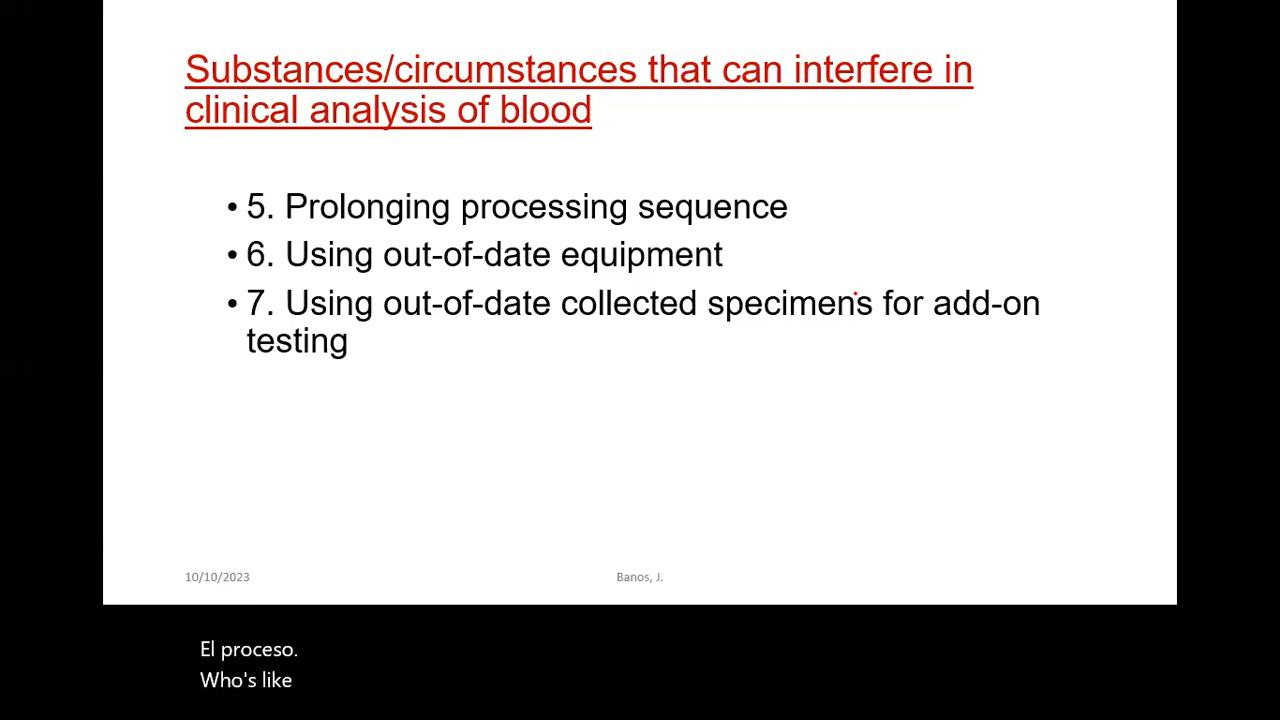 Substances/circumstances that can interfere in
clinical analysis of blood
• 5. Prolonging processing sequence
• 6. Using out-of-date equipment
• 7. Using out-of-date collected specimens for add-on
testing
10/10/2023
Banos, J.
El proceso.
Who's like